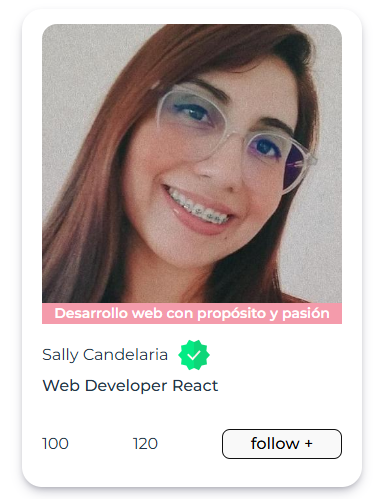 Desarrollo web con propósito y pasión
Sally Candelaria
Web Developer React
100 120 follow +